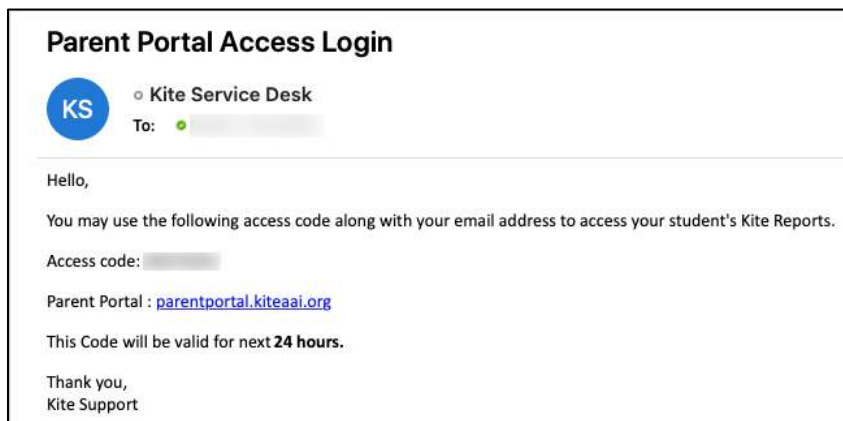 Parent Portal Access Login
KS
Kite Service Desk
To:
Hello,
You may use the following access code along with your email address to access your student's Kite Reports.
Access code:
Parent Portal : parentportal.kiteaai.org
This Code will be valid for next 24 hours.
Thank you,
Kite Support